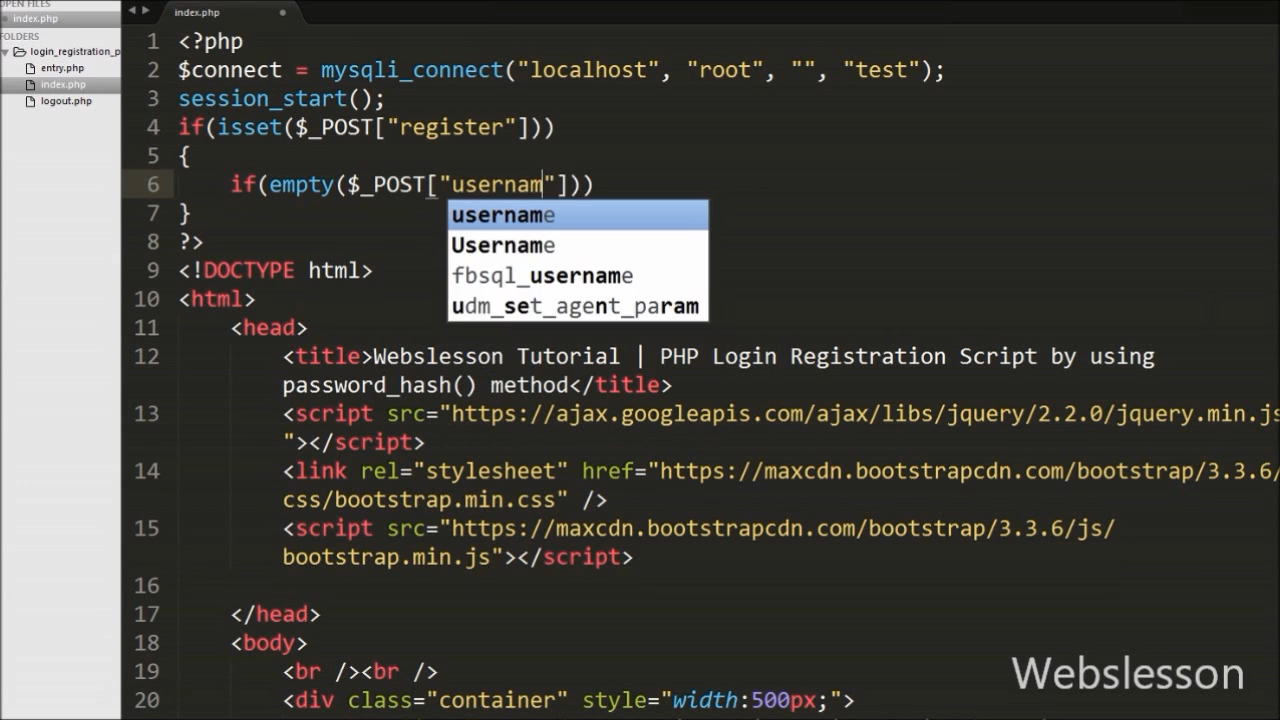 OPEN FILES
index.php
FOLDERS
login_registration_p
entry.php
index.php
logout.php
index.php
1 <?php
2 $connect = mysqli_connect("localhost", "root", "", "test");
3 session_start();
4 if(isset($_POST["register"]))
5 {
6 if(empty($_POST["usernam"]))
username
Username
fbsql_username
udm_set_agent_param
7 }
8 ?>
9 <!DOCTYPE html>
10 <html>
11 <head>
12 <title>Webslesson Tutorial | PHP Login Registration Script by using
password_hash() method</title>
13 <script src="https://ajax.googleapis.com/ajax/libs/jquery/2.2.0/jquery.min.js
"></script>
14 <link rel="stylesheet" href="https://maxcdn.bootstrapcdn.com/bootstrap/3.3.6/
css/bootstrap.min.css" />
15 <script src="https://maxcdn.bootstrapcdn.com/bootstrap/3.3.6/js/
bootstrap.min.js"></script>
16
17 </head>
18 <body>
19 <br /><br />
20 <div class="container" style="width:500px;">
Webslesson